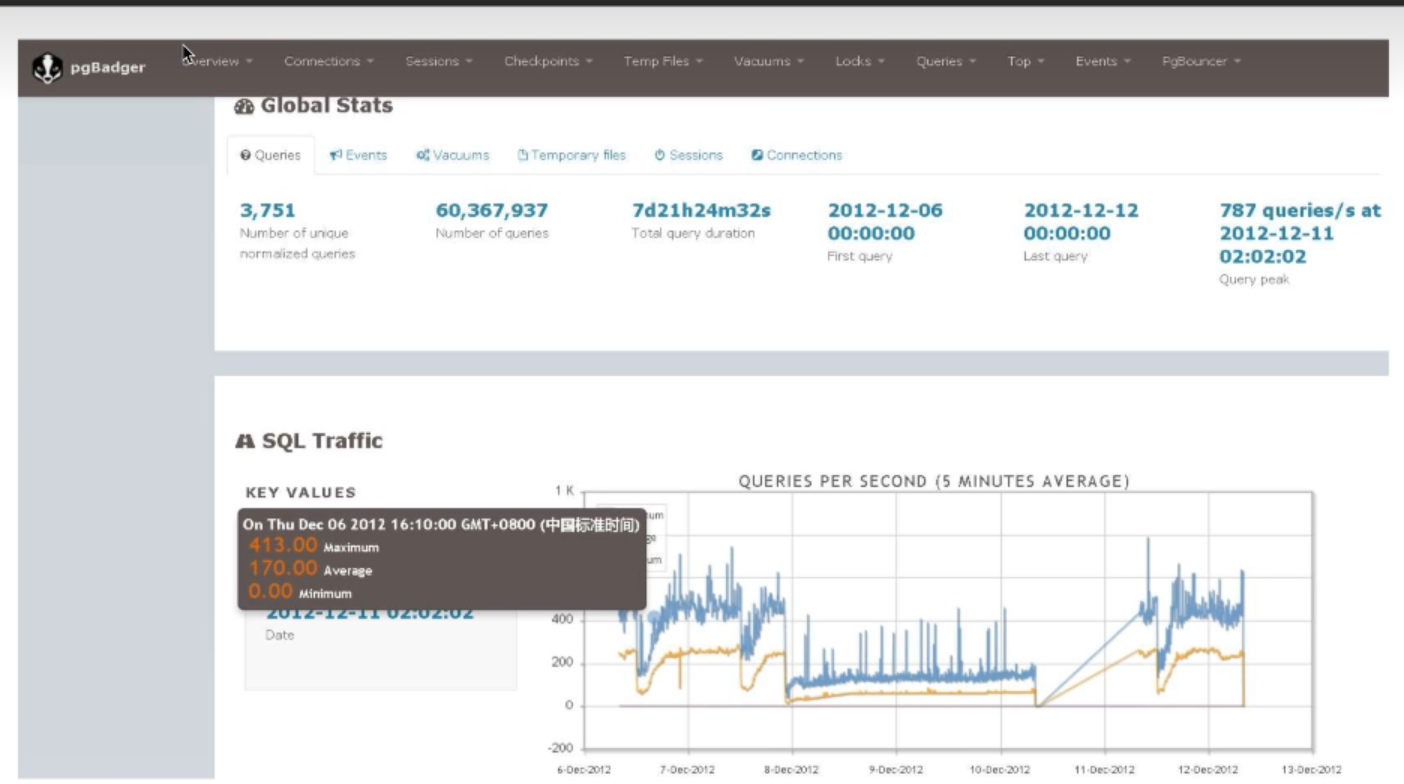 pgBadger
Overview Connections Sessions Checkpoints Temp Files Vacuums Locks Queries Top Events PgBouncer
Global Stats
Queries Events Vacuums Temporary files Sessions Connections
3,751
Number of unique
normalized queries
60,367,937
Number of queries
7d21h24m32s
Total query duration
2012-12-06
00:00:00
First query
2012-12-12
00:00:00
Last query
787 queries/s at
2012-12-11
02:02:02
Query peak
SQL Traffic
KEY VALUES
On Thu Dec 06 2012 16:10:00 GMT+0800 (中国标准时间)
413.00 Maximum
170.00 Average
0.00 Minimum
2012-12-11 02:02:02
Date
QUERIES PER SECOND (5 MINUTES AVERAGE)
1 K
400
200
0
-200
6-Dec-2012 7-Dec-2012 8-Dec-2012 9-Dec-2012 10-Dec-2012 11-Dec-2012 12-Dec-2012 13-Dec-2012